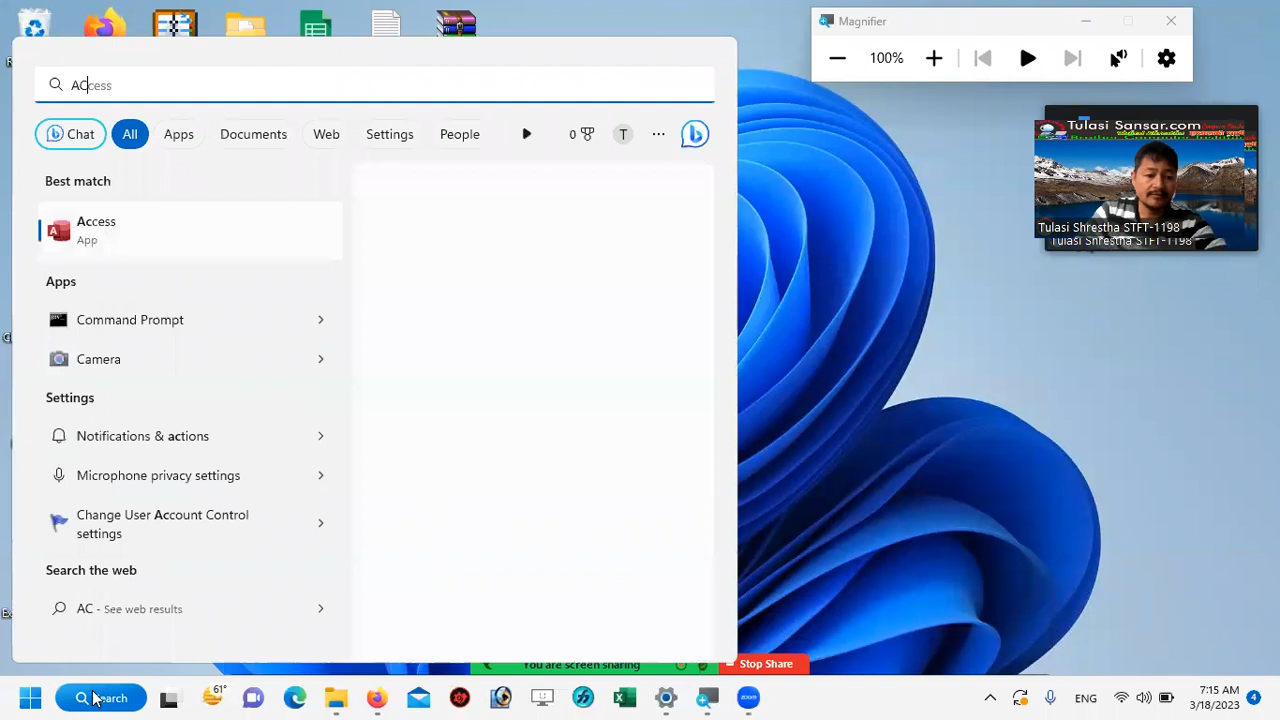 Magnifier
100%
ACcess
Chat
All
Apps
Documents
Web
Settings
People
0
T
Best match
Access
App
Apps
Command Prompt
Camera
Settings
Notifications & actions
Microphone privacy settings
Change User Account Control
settings
Search the web
AC - See web results
Tulasi Sansar.com
Tulasi Shrestha STFT-1198
Tulasi Shrestha STFT-1198
You are screen sharing
Stop Share
Search
61°
ENG
7:15 AM
3/18/2023
4